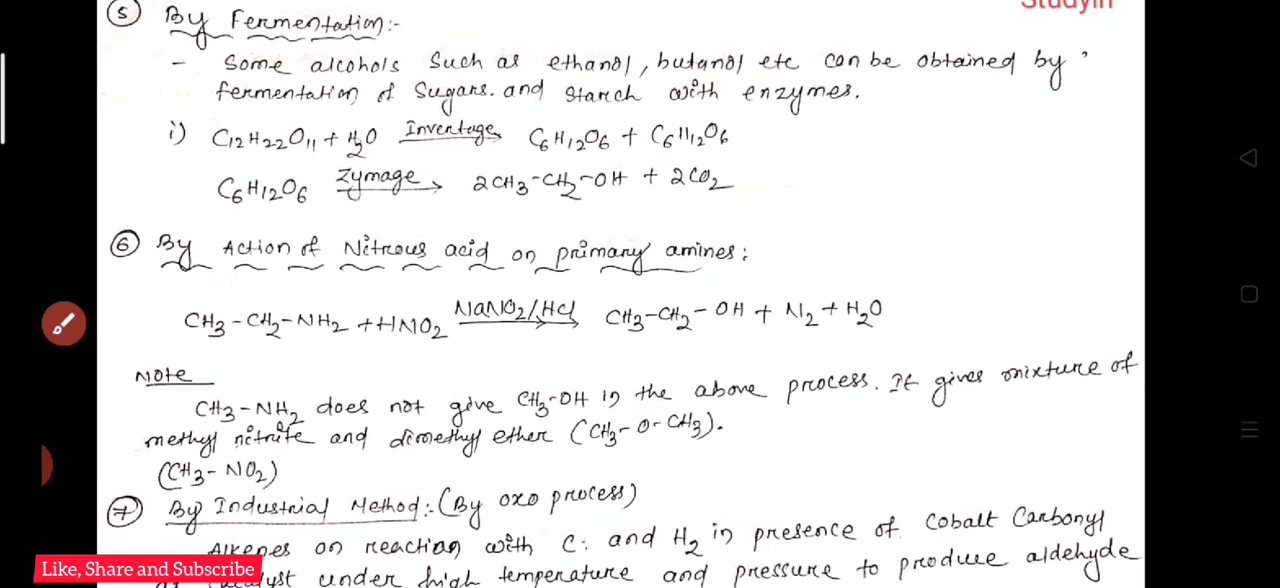 Studyin
(5) By Fermentation:-
- Some alcohols Such as ethanol, butanol etc can be obtained by
fermentation of Sugars. and Starch with enzymes.
i) C12H22O11 + H2O Invertage C6H12O6 + C6H12O6
C6H12O6 Zymage → 2CH3-CH2-OH + 2CO2
(6) By Action of Nitrous acid on primary amines:
CH3-CH2-NH2 + HNO2 NaNO2/HCl → CH3-CH2-OH + N2 + H2O
Note
CH3-NH2 does not give CH3-OH in the above process. It gives mixture of
methyl nitrite and dimethyl ether (CH3-O-CH3).
(CH3-NO2)
(7) By Industrial Method:- (By oxo process)
Alkenes on reaction with C: and H2 in presence of Cobalt Carbonyl
under high temperature and pressure to produce aldehyde
Like, Share and Subscribe